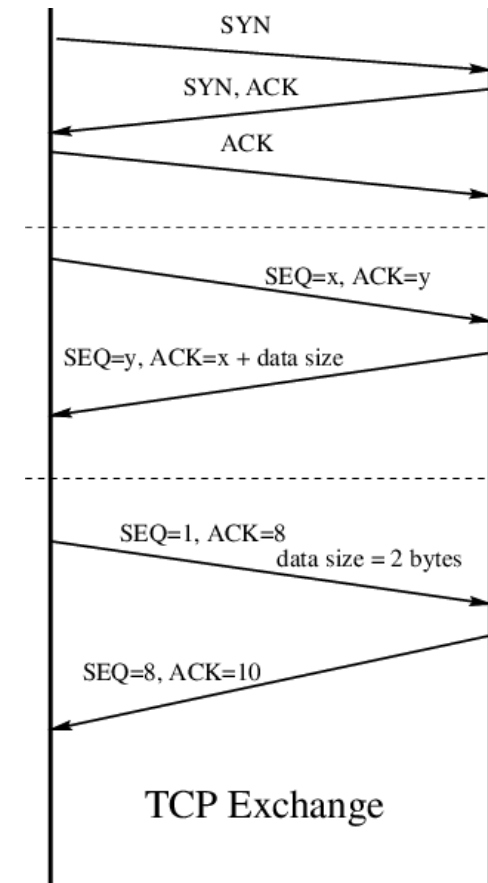 SYN
SYN, ACK
ACK
SEQ=x, ACK=y
SEQ=y, ACK=x + data size
SEQ=1, ACK=8
data size = 2 bytes
SEQ=8, ACK=10
TCP Exchange